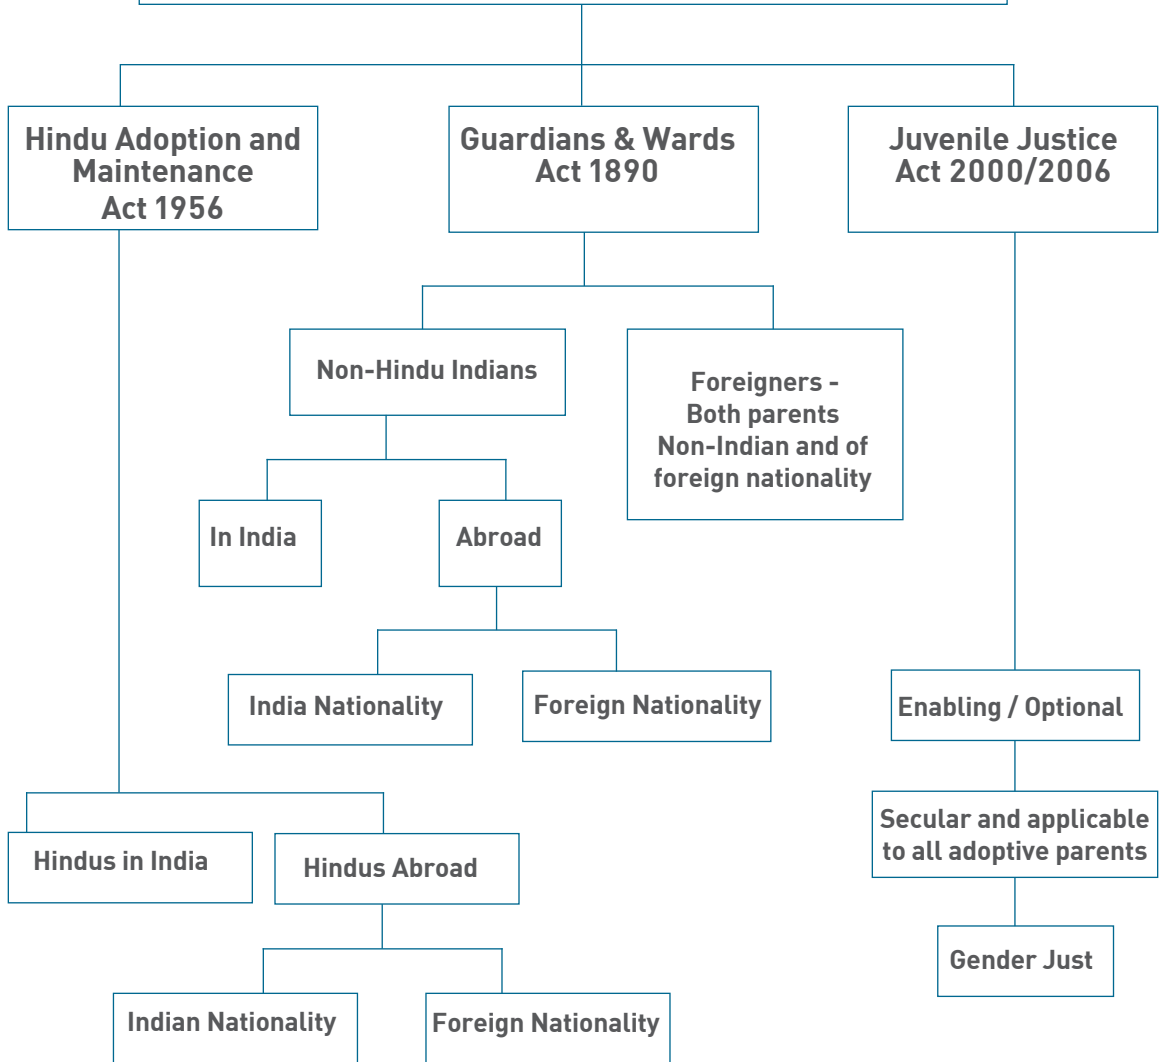 Hindu Adoption and
Maintenance
Act 1956
Guardians & Wards
Act 1890
Juvenile Justice
Act 2000/2006
Non-Hindu Indians
Foreigners -
Both parents
Non-Indian and of
foreign nationality
In India
Abroad
India Nationality
Foreign Nationality
Enabling / Optional
Secular and applicable
to all adoptive parents
Hindus in India
Hindus Abroad
Gender Just
Indian Nationality
Foreign Nationality